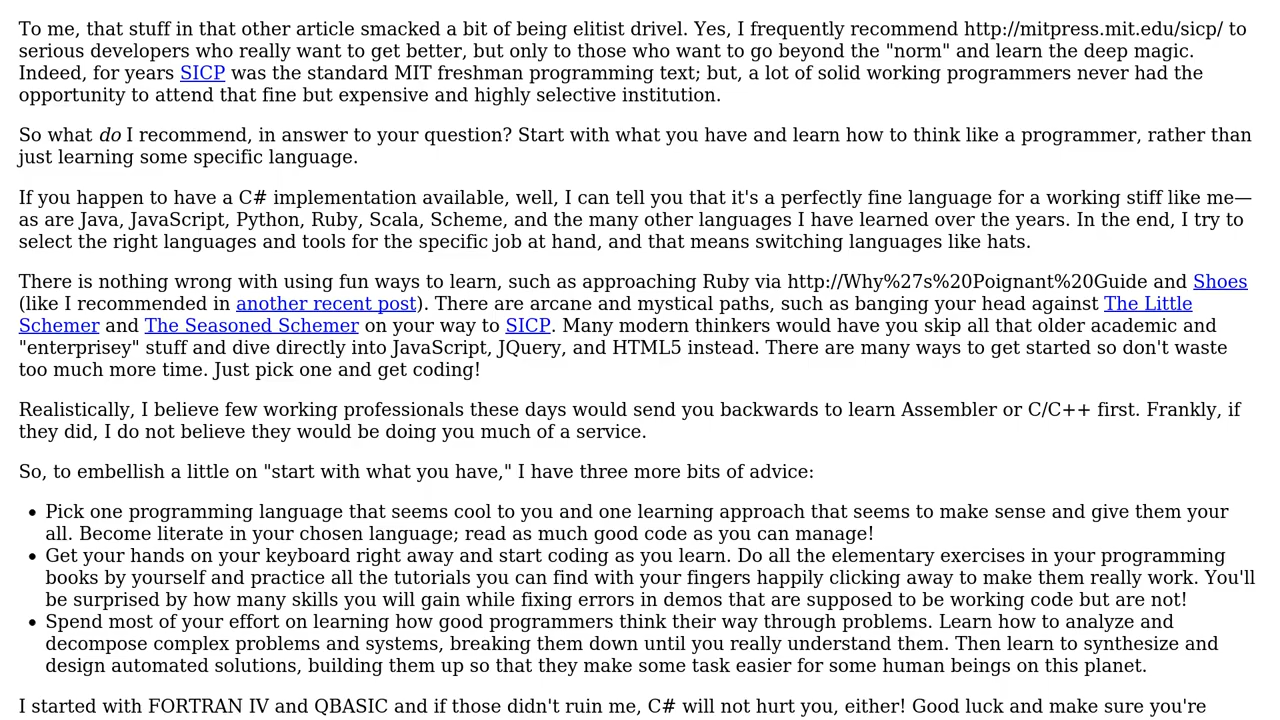 To me, that stuff in that other article smacked a bit of being elitist drivel. Yes, I frequently recommend http://mitpress.mit.edu/sicp/ to
serious developers who really want to get better, but only to those who want to go beyond the "norm" and learn the deep magic.
Indeed, for years SICP was the standard MIT freshman programming text; but, a lot of solid working programmers never had the
opportunity to attend that fine but expensive and highly selective institution.
So what do I recommend, in answer to your question? Start with what you have and learn how to think like a programmer, rather than
just learning some specific language.
If you happen to have a C# implementation available, well, I can tell you that it's a perfectly fine language for a working stiff like me—
as are Java, JavaScript, Python, Ruby, Scala, Scheme, and the many other languages I have learned over the years. In the end, I try to
select the right languages and tools for the specific job at hand, and that means switching languages like hats.
There is nothing wrong with using fun ways to learn, such as approaching Ruby via http://Why%27s%20Poignant%20Guide and Shoes
(like I recommended in another recent post). There are arcane and mystical paths, such as banging your head against The Little
Schemer and The Seasoned Schemer on your way to SICP. Many modern thinkers would have you skip all that older academic and
"enterprisey" stuff and dive directly into JavaScript, JQuery, and HTML5 instead. There are many ways to get started so don't waste
too much more time. Just pick one and get coding!
Realistically, I believe few working professionals these days would send you backwards to learn Assembler or C/C++ first. Frankly, if
they did, I do not believe they would be doing you much of a service.
So, to embellish a little on "start with what you have," I have three more bits of advice:
• Pick one programming language that seems cool to you and one learning approach that seems to make sense and give them your
all. Become literate in your chosen language; read as much good code as you can manage!
• Get your hands on your keyboard right away and start coding as you learn. Do all the elementary exercises in your programming
books by yourself and practice all the tutorials you can find with your fingers happily clicking away to make them really work. You'll
be surprised by how many skills you will gain while fixing errors in demos that are supposed to be working code but are not!
• Spend most of your effort on learning how good programmers think their way through problems. Learn how to analyze and
decompose complex problems and systems, breaking them down until you really understand them. Then learn to synthesize and
design automated solutions, building them up so that they make some task easier for some human beings on this planet.
I started with FORTRAN IV and QBASIC and if those didn't ruin me, C# will not hurt you, either! Good luck and make sure you're